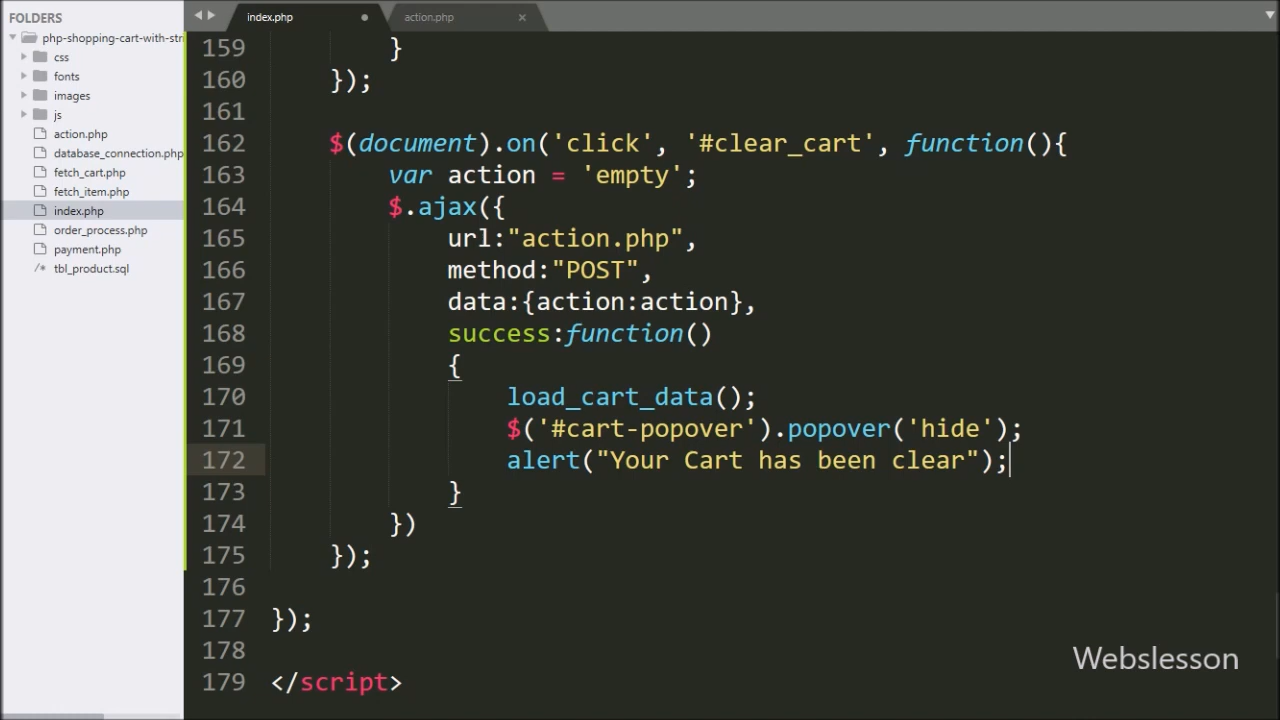 FOLDERS
php-shopping-cart-with-stri
css
fonts
images
js
action.php
database_connection.php
fetch_cart.php
fetch_item.php
index.php
order_process.php
payment.php
/* tbl_product.sql
index.php
action.php
159 }
160 });
161
162 $(document).on('click', '#clear_cart', function(){
163 var action = 'empty';
164 $.ajax({
165 url:"action.php",
166 method:"POST",
167 data:{action:action},
168 success:function()
169 {
170 load_cart_data();
171 $('#cart-popover').popover('hide');
172 alert("Your Cart has been clear");
173 }
174 })
175 });
176
177 });
178
179 </script>
Webslesson